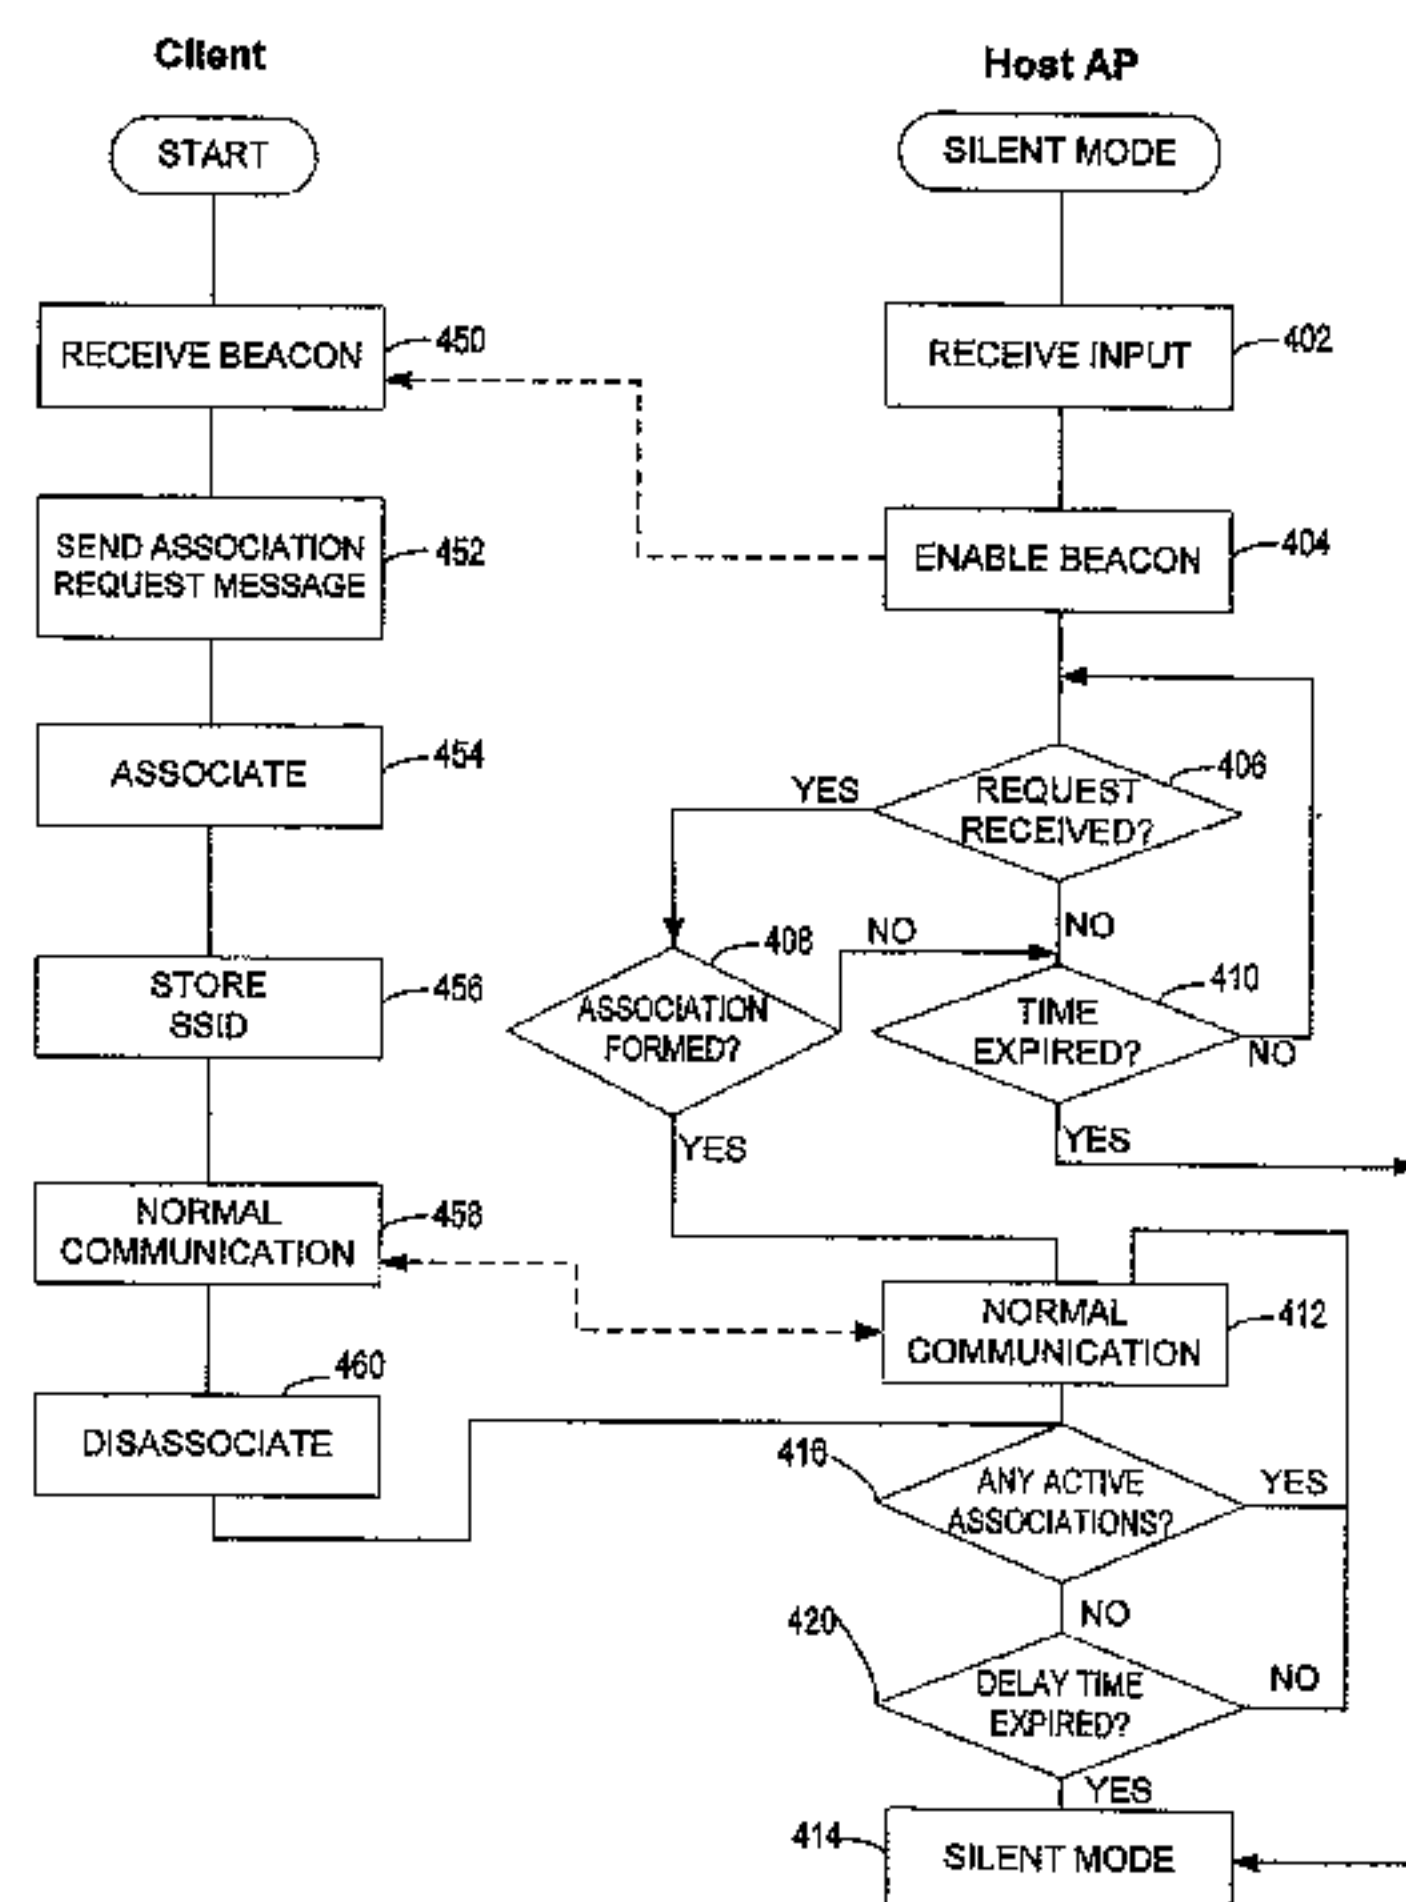 Client
START
RECEIVE BEACON
450
SEND ASSOCIATION
REQUEST MESSAGE
452
ASSOCIATE
454
STORE
SSID
456
NORMAL
COMMUNICATION
458
460
DISASSOCIATE
Host AP
SILENT MODE
RECEIVE INPUT
402
ENABLE BEACON
404
REQUEST
RECEIVED?
406
YES
NO
408
ASSOCIATION
FORMED?
NO
YES
410
TIME
EXPIRED?
NO
YES
NORMAL
COMMUNICATION
412
416
ANY ACTIVE
ASSOCIATIONS?
YES
NO
420
DELAY TIME
EXPIRED?
NO
YES
414
SILENT MODE